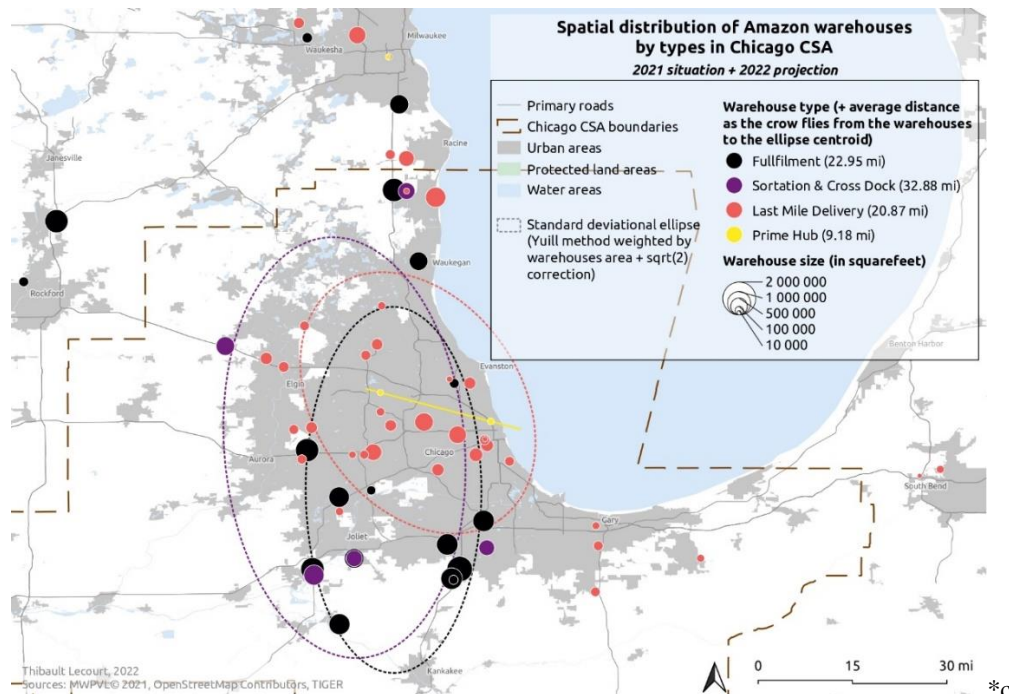 Spatial distribution of Amazon warehouses
by types in Chicago CSA
2021 situation + 2022 projection
Primary roads
Chicago CSA boundaries
Urban areas
Protected land areas
Water areas
Standard deviational ellipse
(Yuill method weighted by
warehouses area + sqrt(2)
correction)
Warehouse type (+ average distance
as the crow flies from the warehouses
to the ellipse centroid)
Fullfilment (22.95 mi)
Sortation & Cross Dock (32.88 mi)
Last Mile Delivery (20.87 mi)
Prime Hub (9.18 mi)
Warehouse size (in squarefeet)
2 000 000
1 000 000
500 000
100 000
10 000
Milwaukee
Waukesha
Janesville
Racine
Waukegan
Rockford
Benton Harbor
Evanston
Elgin
Chicago
Aurora
South Bend
Gary
Joliet
Kankakee
Thibault Lecourt, 2022
Sources: MWPVL© 2021, OpenStreetMap Contributors, TIGER
0 15 30 mi
*c